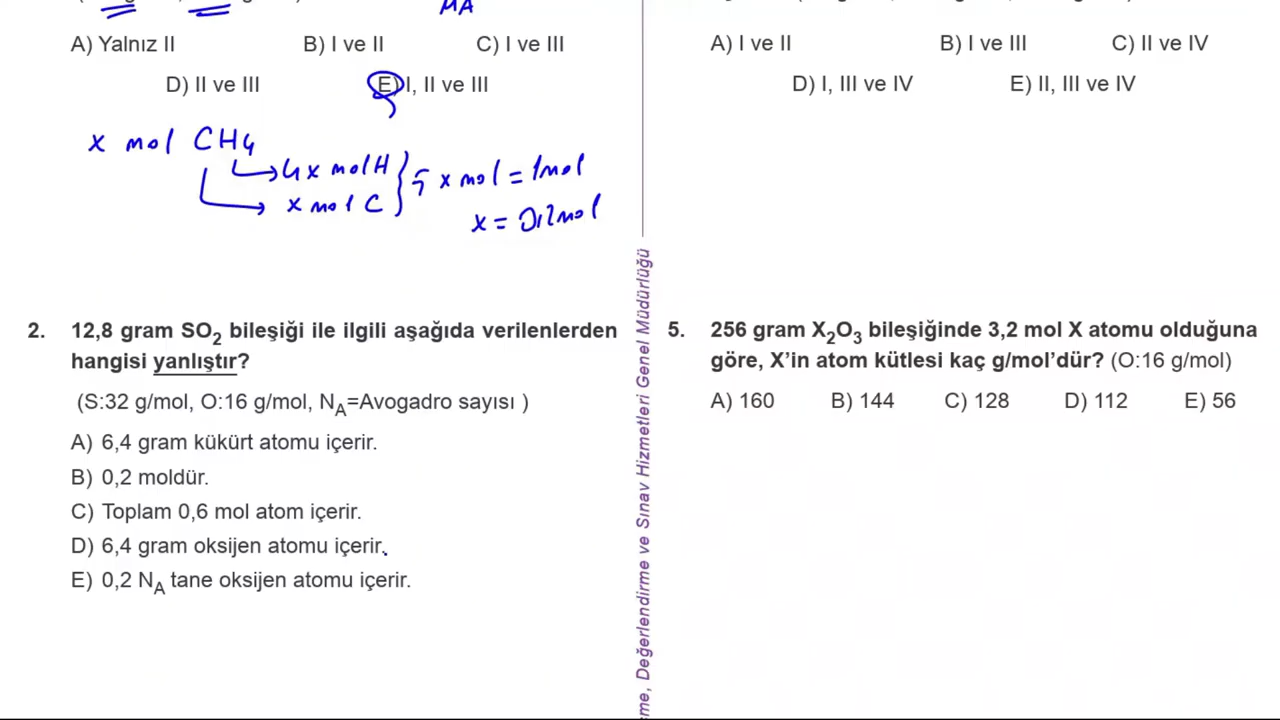 MA
A) Yalnız II B) I ve II C) I ve III
D) II ve III E) I, II ve III
x mol CH4
4x mol H
x mol C
5x mol = 1mol
x = 0,2mol
2. 12,8 gram SO2 bileşiği ile ilgili aşağıda verilenlerden
hangisi yanlıştır?
(S:32 g/mol, O:16 g/mol, NA=Avogadro sayısı )
A) 6,4 gram kükürt atomu içerir.
B) 0,2 moldür.
C) Toplam 0,6 mol atom içerir.
D) 6,4 gram oksijen atomu içerir.
E) 0,2 NA tane oksijen atomu içerir.
Değerlendirme ve Sınav Hizmetleri Genel Müdürlüğü
A) I ve II B) I ve III C) II ve IV
D) I, III ve IV E) II, III ve IV
5. 256 gram X2O3 bileşiğinde 3,2 mol X atomu olduğuna
göre, X’in atom kütlesi kaç g/mol’dür? (O:16 g/mol)
A) 160 B) 144 C) 128 D) 112 E) 56